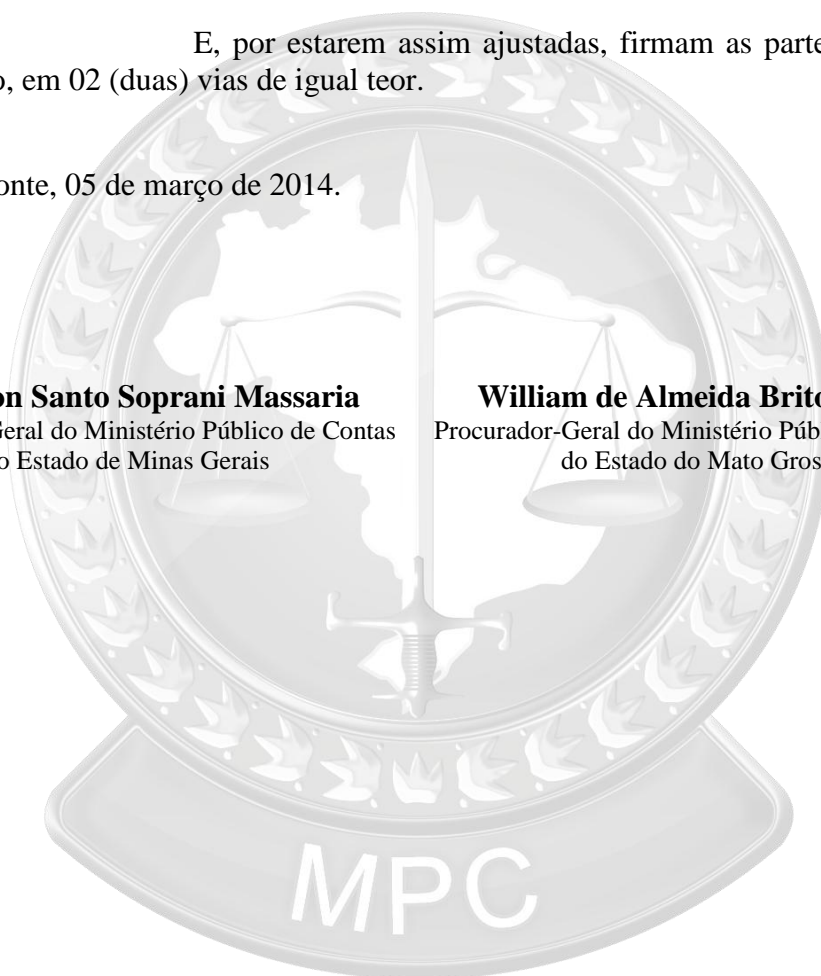 E, por estarem assim ajustadas, firmam as parte
o, em 02 (duas) vias de igual teor.
onte, 05 de março de 2014.
on Santo Soprani Massaria
William de Almeida Brito
Geral do Ministério Público de Contas
Procurador-Geral do Ministério Púb
o Estado de Minas Gerais
do Estado do Mato Gros
MPC